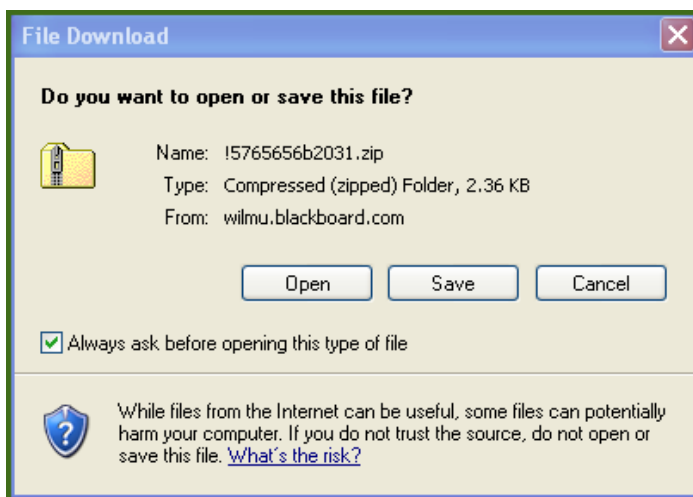 File Download
Do you want to open or save this file?
Name: !5765656b2031.zip
Type: Compressed (zipped) Folder, 2.36 KB
From: wilmu.blackboard.com
Open Save Cancel
Always ask before opening this type of file
While files from the Internet can be useful, some files can potentially
harm your computer. If you do not trust the source, do not open or
save this file. What's the risk?